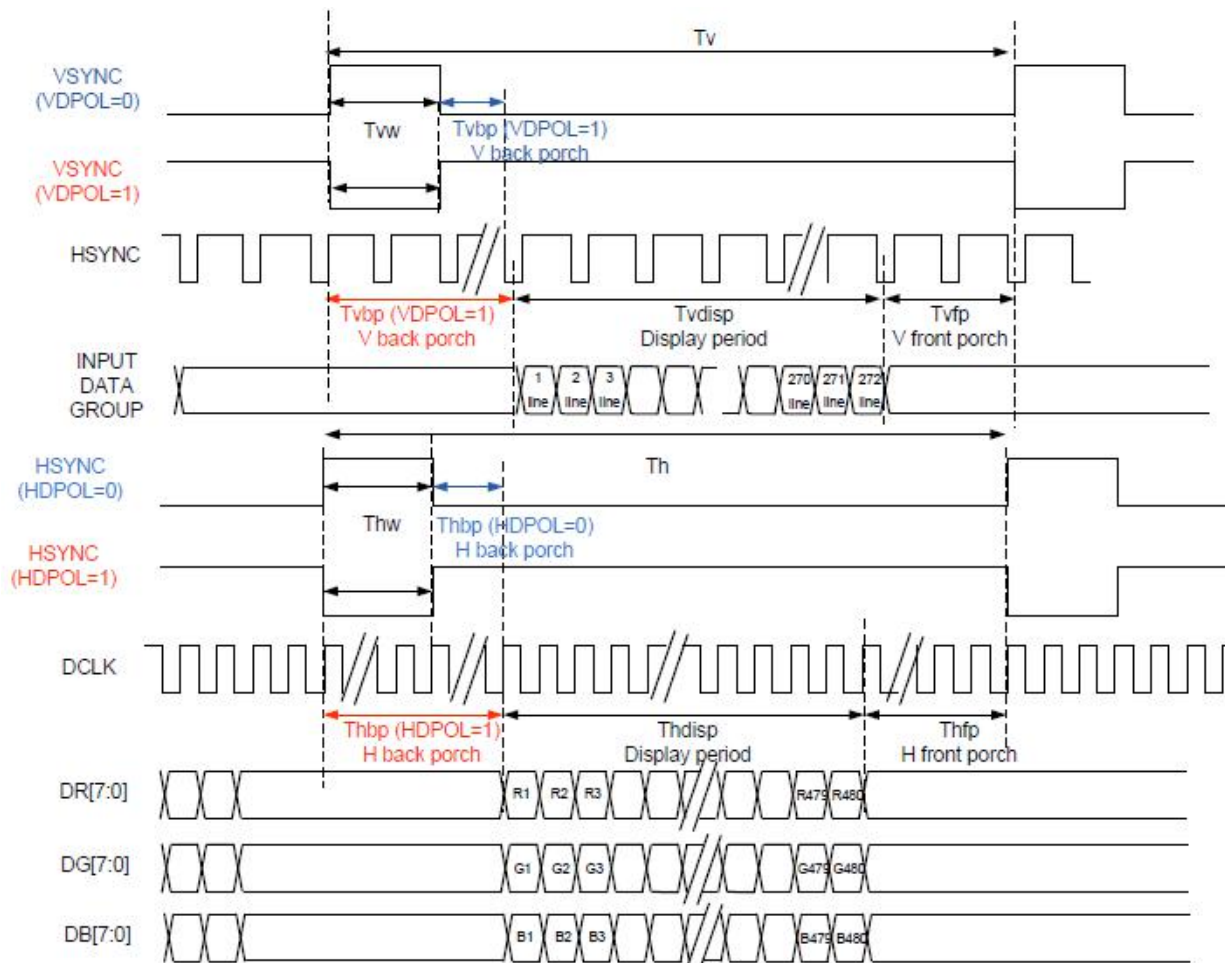 Tv
VSYNC
(VDPOL=0)
Tvw
Tvbp (VDPOL=1)
V back porch
VSYNC
(VDPOL=1)
HSYNC
Tvbp (VDPOL=1)
V back porch
Tvdisp
Display period
Tvfp
V front porch
INPUT
DATA
GROUP
1 line
2 line
3 line
270 line
271 line
272 line
HSYNC
(HDPOL=0)
Th
Thw
Thbp (HDPOL=0)
H back porch
HSYNC
(HDPOL=1)
DCLK
Thbp (HDPOL=1)
H back porch
Thdisp
Display period
Thfp
H front porch
DR[7:0]
R1 R2 R3 R479 R480
DG[7:0]
G1 G2 G3 G479 G480
DB[7:0]
B1 B2 B3 B479 B480